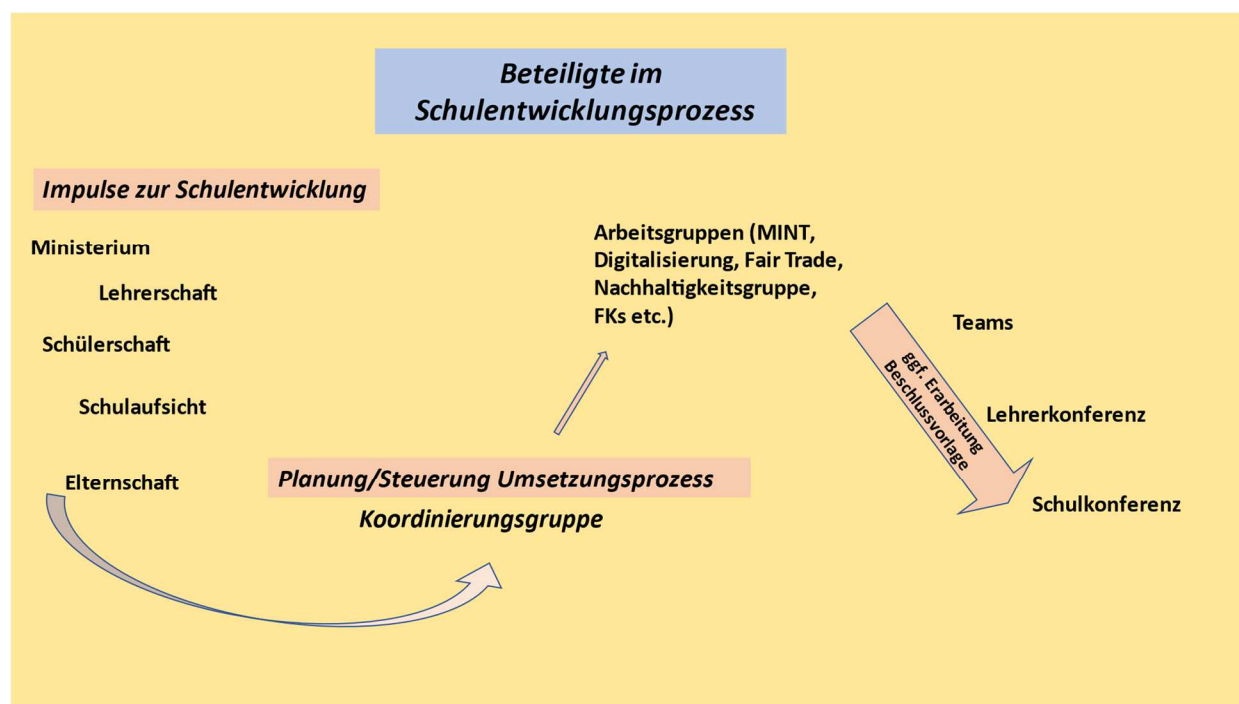 Beteiligte im
Schulentwicklungsprozess
Impulse zur Schulentwicklung
Ministerium
Lehrerschaft
Schülerschaft
Schulaufsicht
Elternschaft
Planung/Steuerung Umsetzungsprozess
Koordinierungsgruppe
Arbeitsgruppen (MINT,
Digitalisierung, Fair Trade,
Nachhaltigkeitsgruppe,
FKs etc.)
ggf. Erarbeitung
Beschlussvorlage
Teams
Lehrerkonferenz
Schulkonferenz